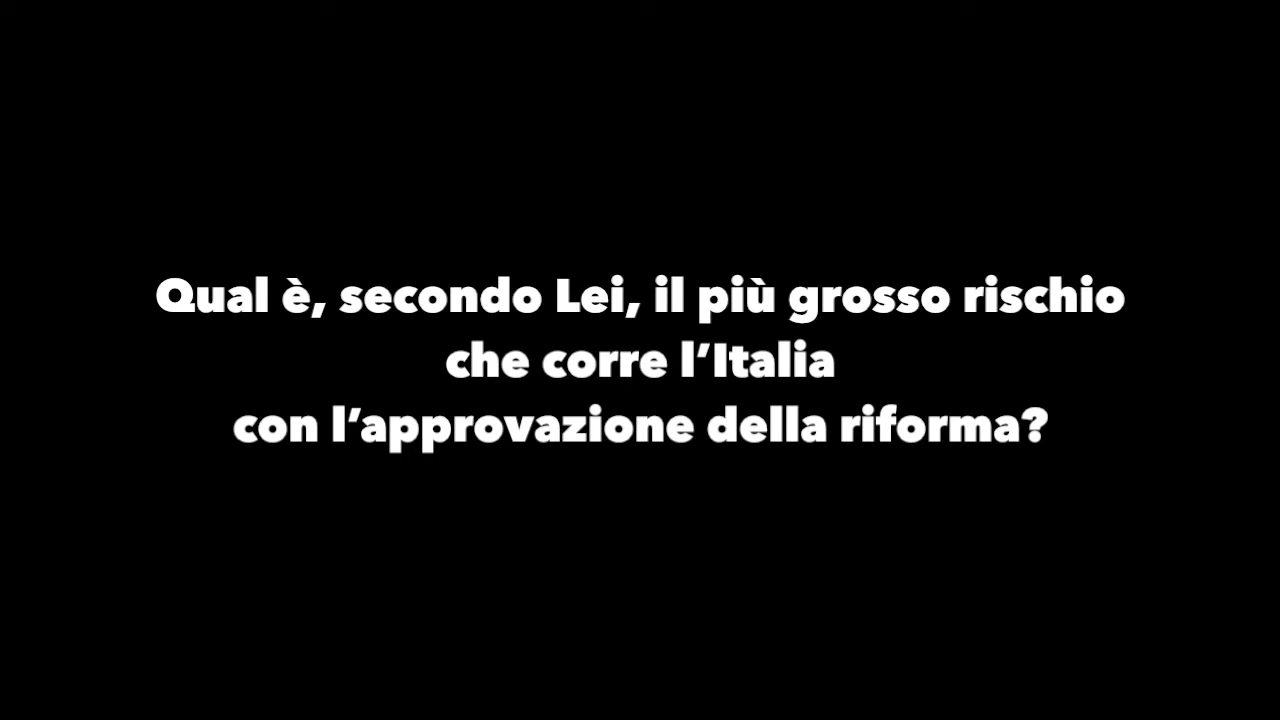 Qual è, secondo Lei, il più grosso rischio
che corre l’Italia
con l’approvazione della riforma?